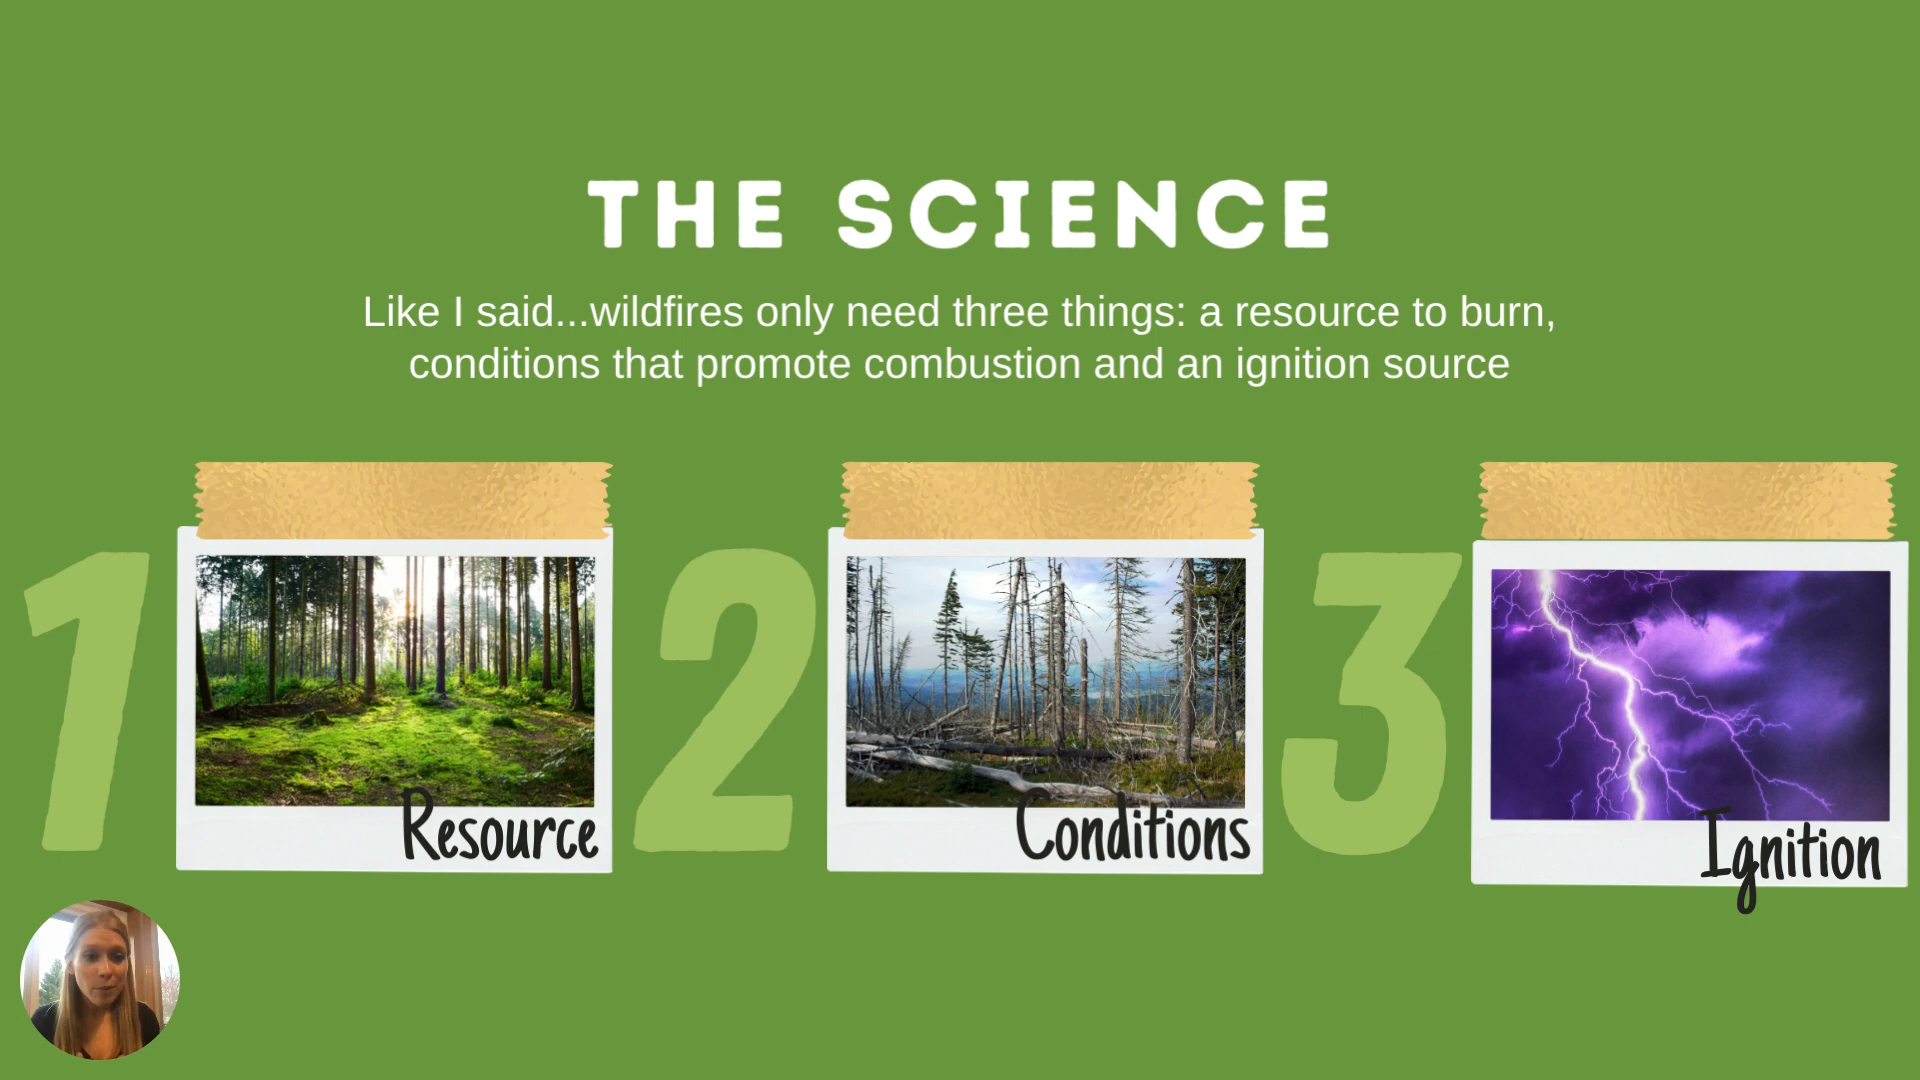 THE SCIENCE
Like I said...wildfires only need three things: a resource to burn,
conditions that promote combustion and an ignition source
1
Resource
2
Conditions
3
Ignition